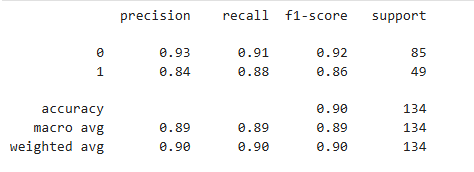 precision recall f1-score support
0 0.93 0.91 0.92 85
1 0.84 0.88 0.86 49
accuracy 0.90 134
macro avg 0.89 0.89 0.89 134
weighted avg 0.90 0.90 0.90 134